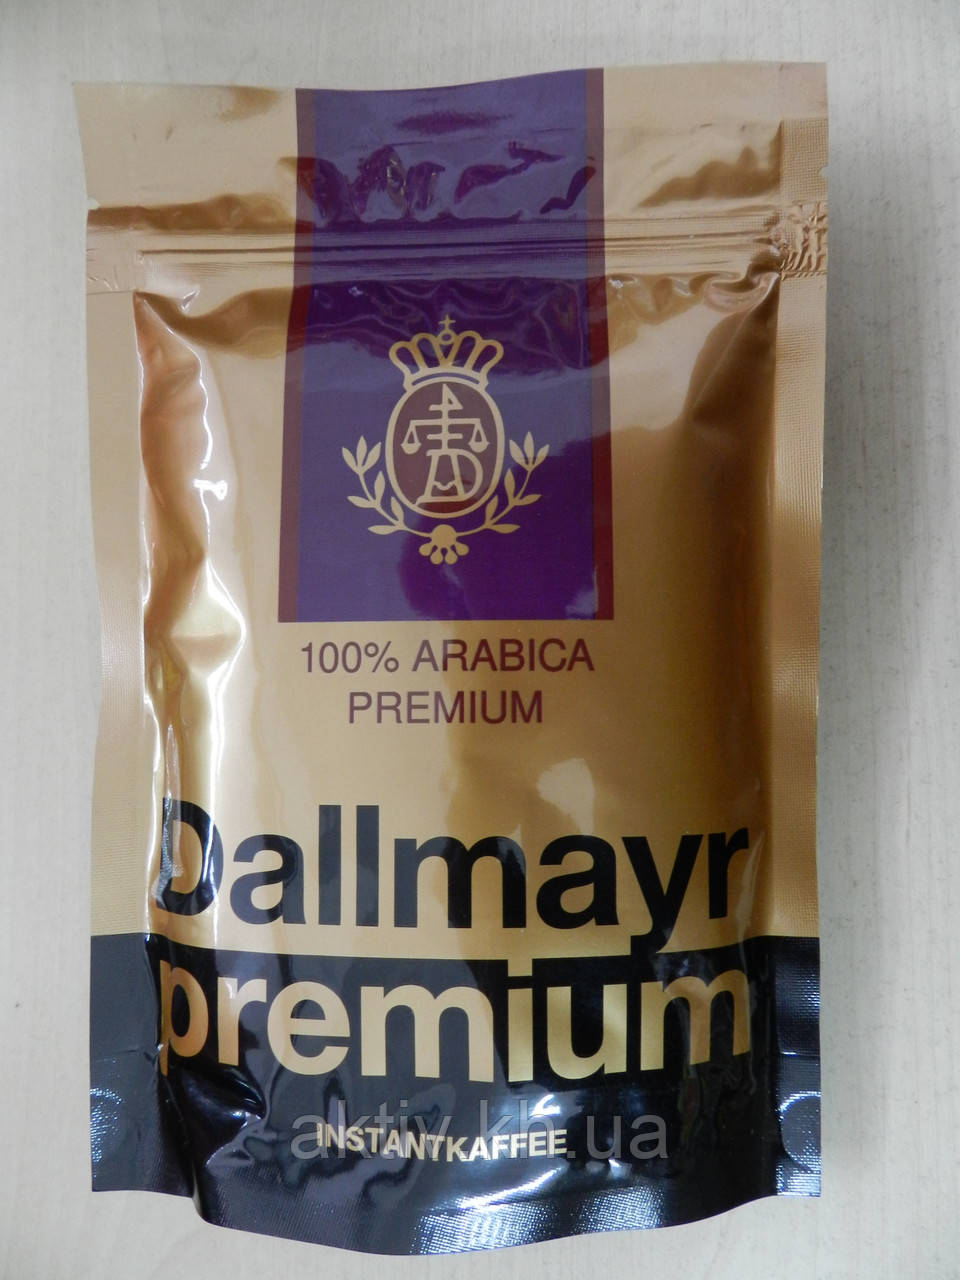 100% ARABICA
PREMIUM
Dallmayr
premium
INSTANTKAFFEE
aktiv.kh.ua